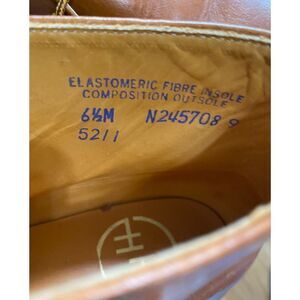 ELASTOMERIC FIBRE INSOLE
COMPOSITION OUTSOLE
6½M N245708 9
5211